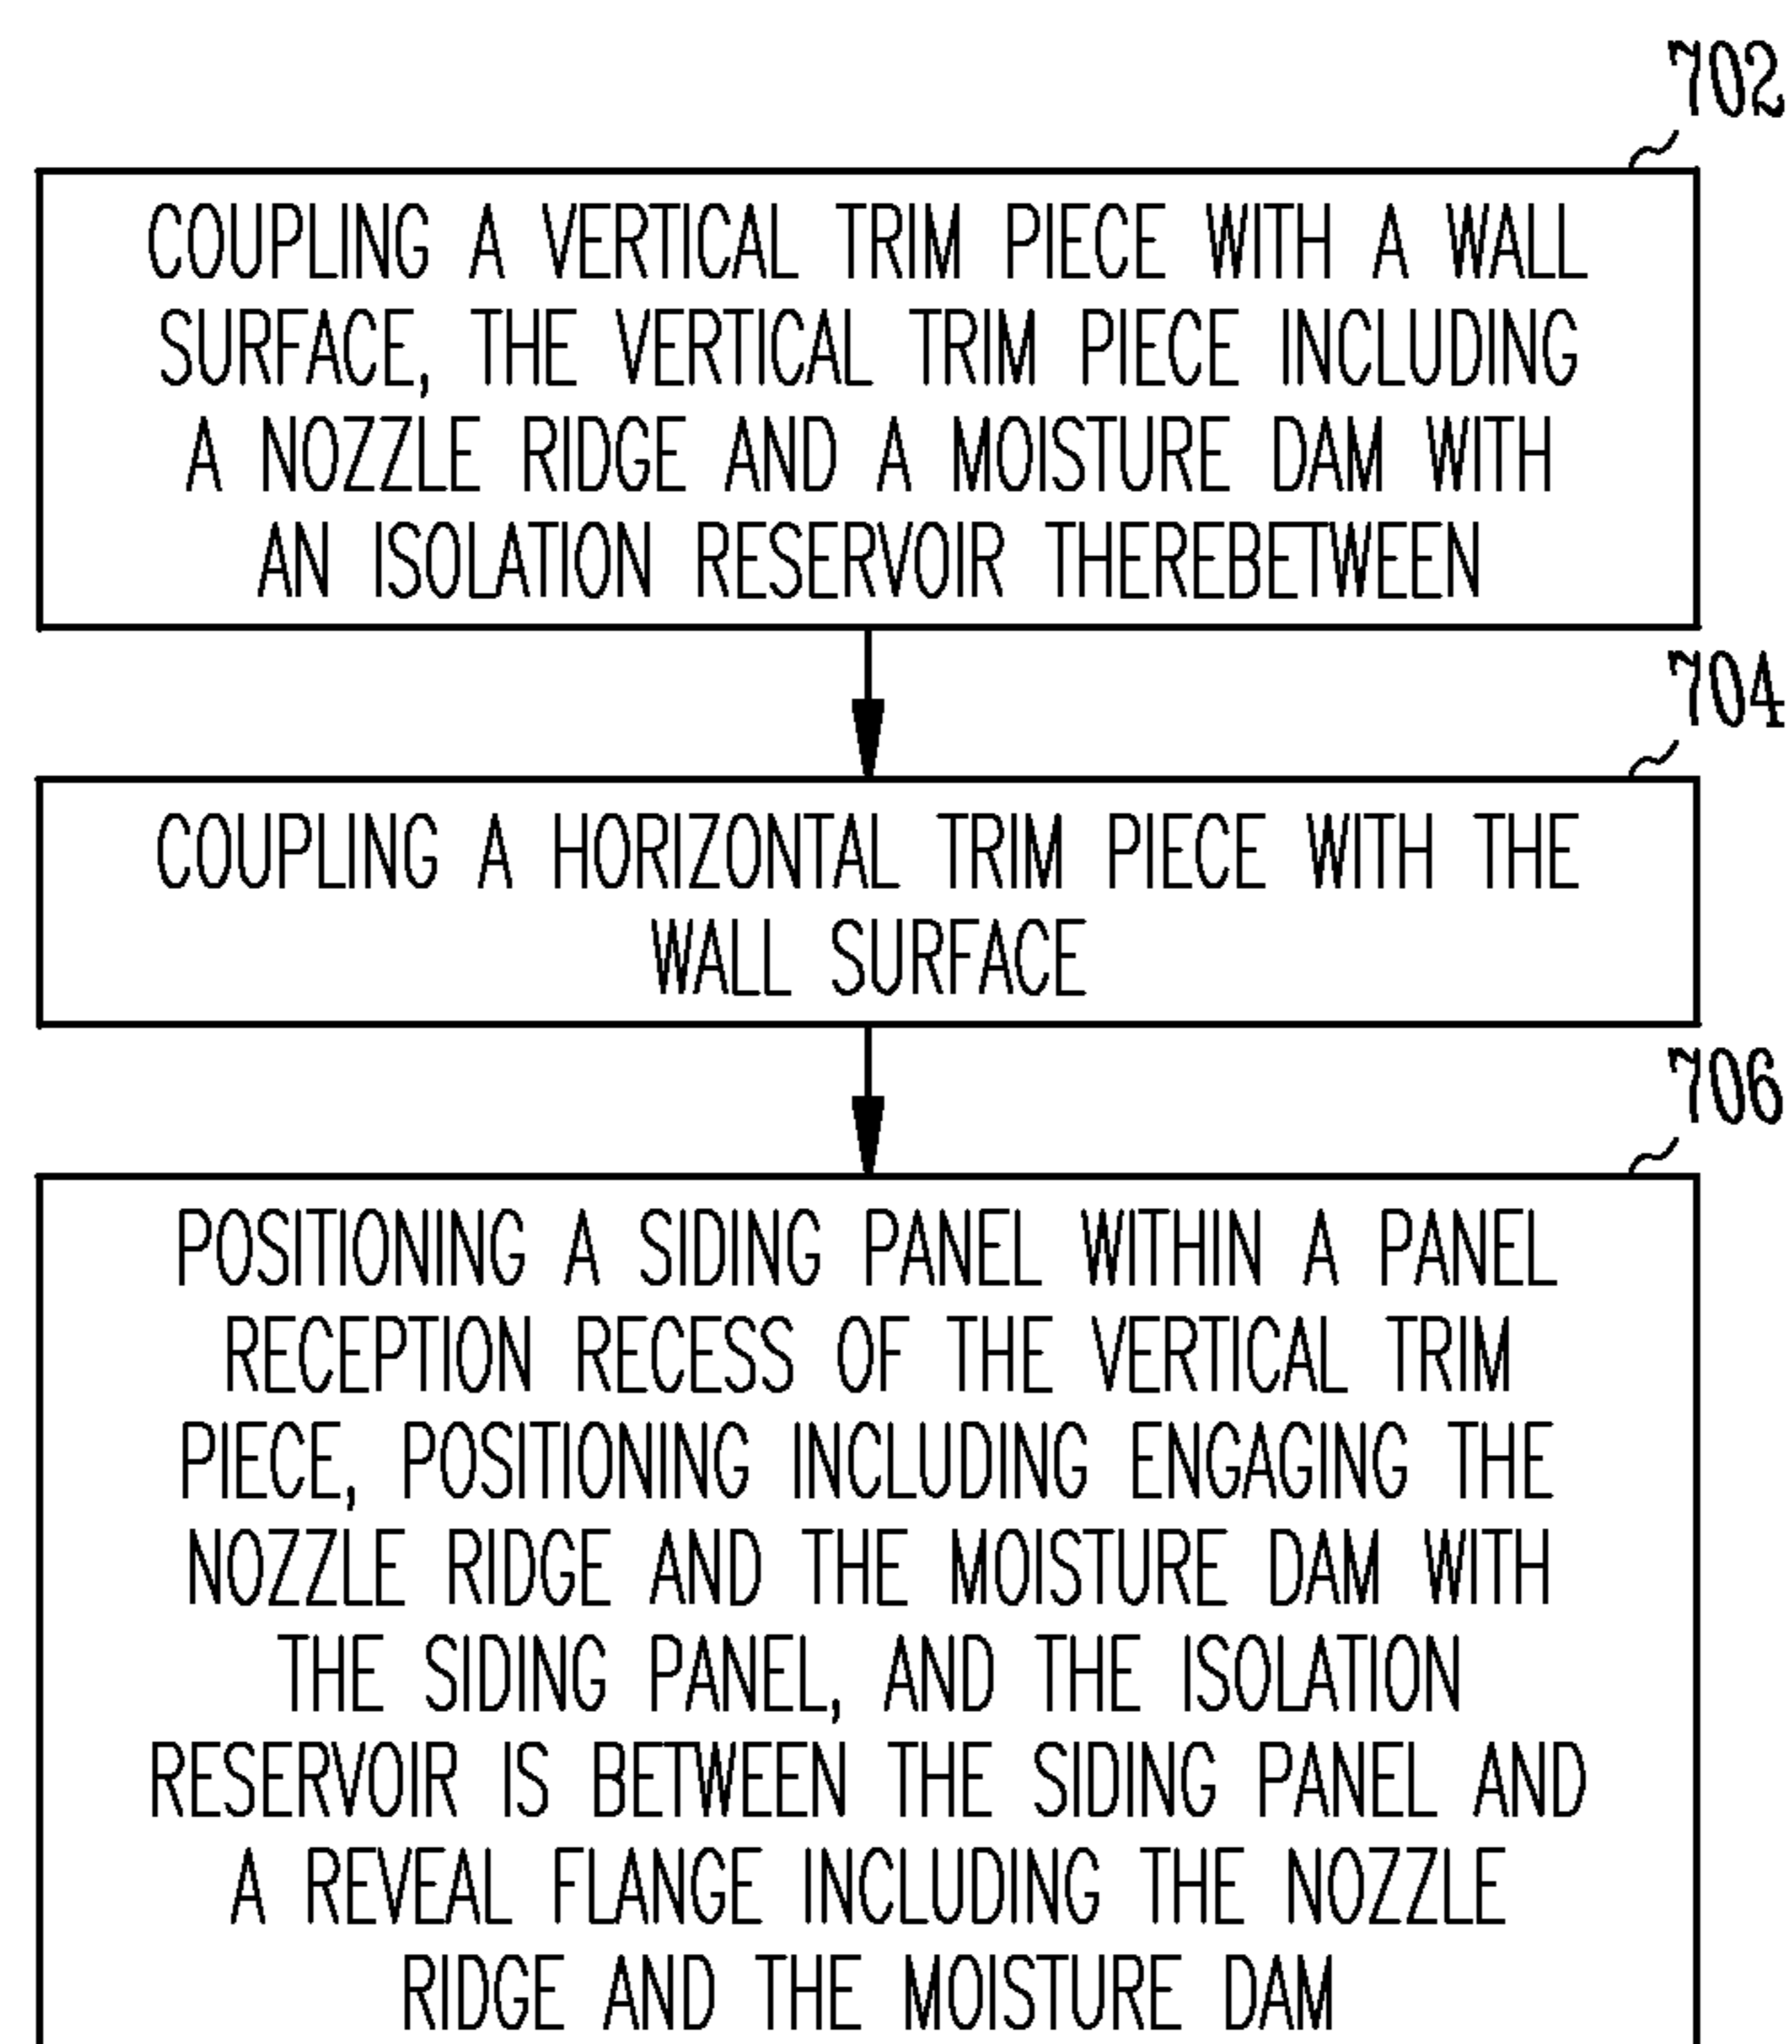 702
COUPLING A VERTICAL TRIM PIECE WITH A WALL
SURFACE, THE VERTICAL TRIM PIECE INCLUDING
A NOZZLE RIDGE AND A MOISTURE DAM WITH
AN ISOLATION RESERVOIR THEREBETWEEN
704
COUPLING A HORIZONTAL TRIM PIECE WITH THE
WALL SURFACE
706
POSITIONING A SIDING PANEL WITHIN A PANEL
RECEPTION RECESS OF THE VERTICAL TRIM
PIECE, POSITIONING INCLUDING ENGAGING THE
NOZZLE RIDGE AND THE MOISTURE DAM WITH
THE SIDING PANEL, AND THE ISOLATION
RESERVOIR IS BETWEEN THE SIDING PANEL AND
A REVEAL FLANGE INCLUDING THE NOZZLE
RIDGE AND THE MOISTURE DAM